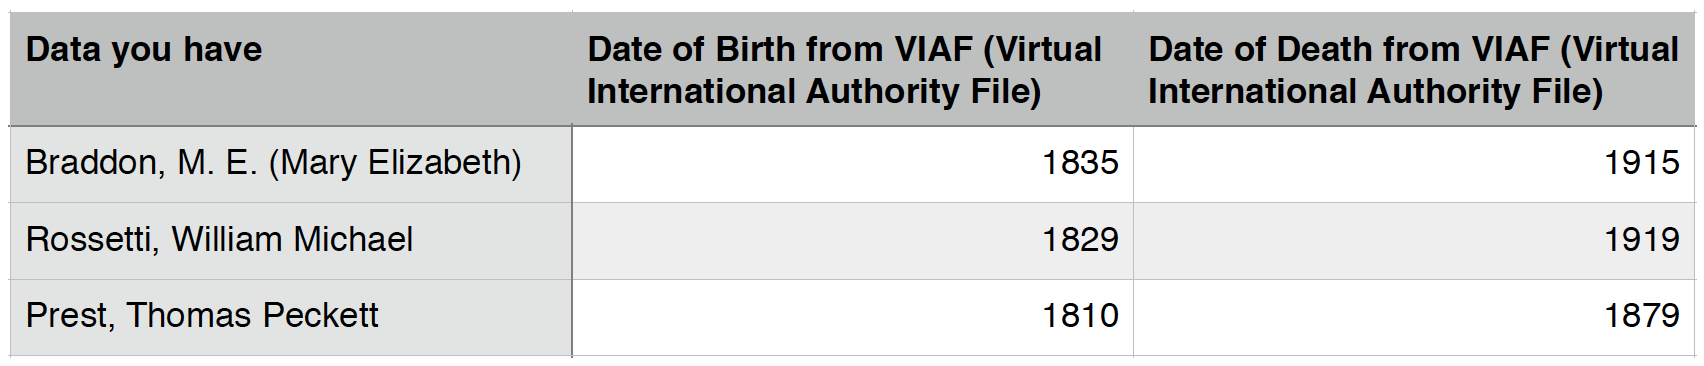 Data you have
Date of Birth from VIAF (Virtual
International Authority File)
Date of Death from VIAF (Virtual
International Authority File)
Braddon, M. E. (Mary Elizabeth) 1835 1915
Rossetti, William Michael 1829 1919
Prest, Thomas Peckett 1810 1879